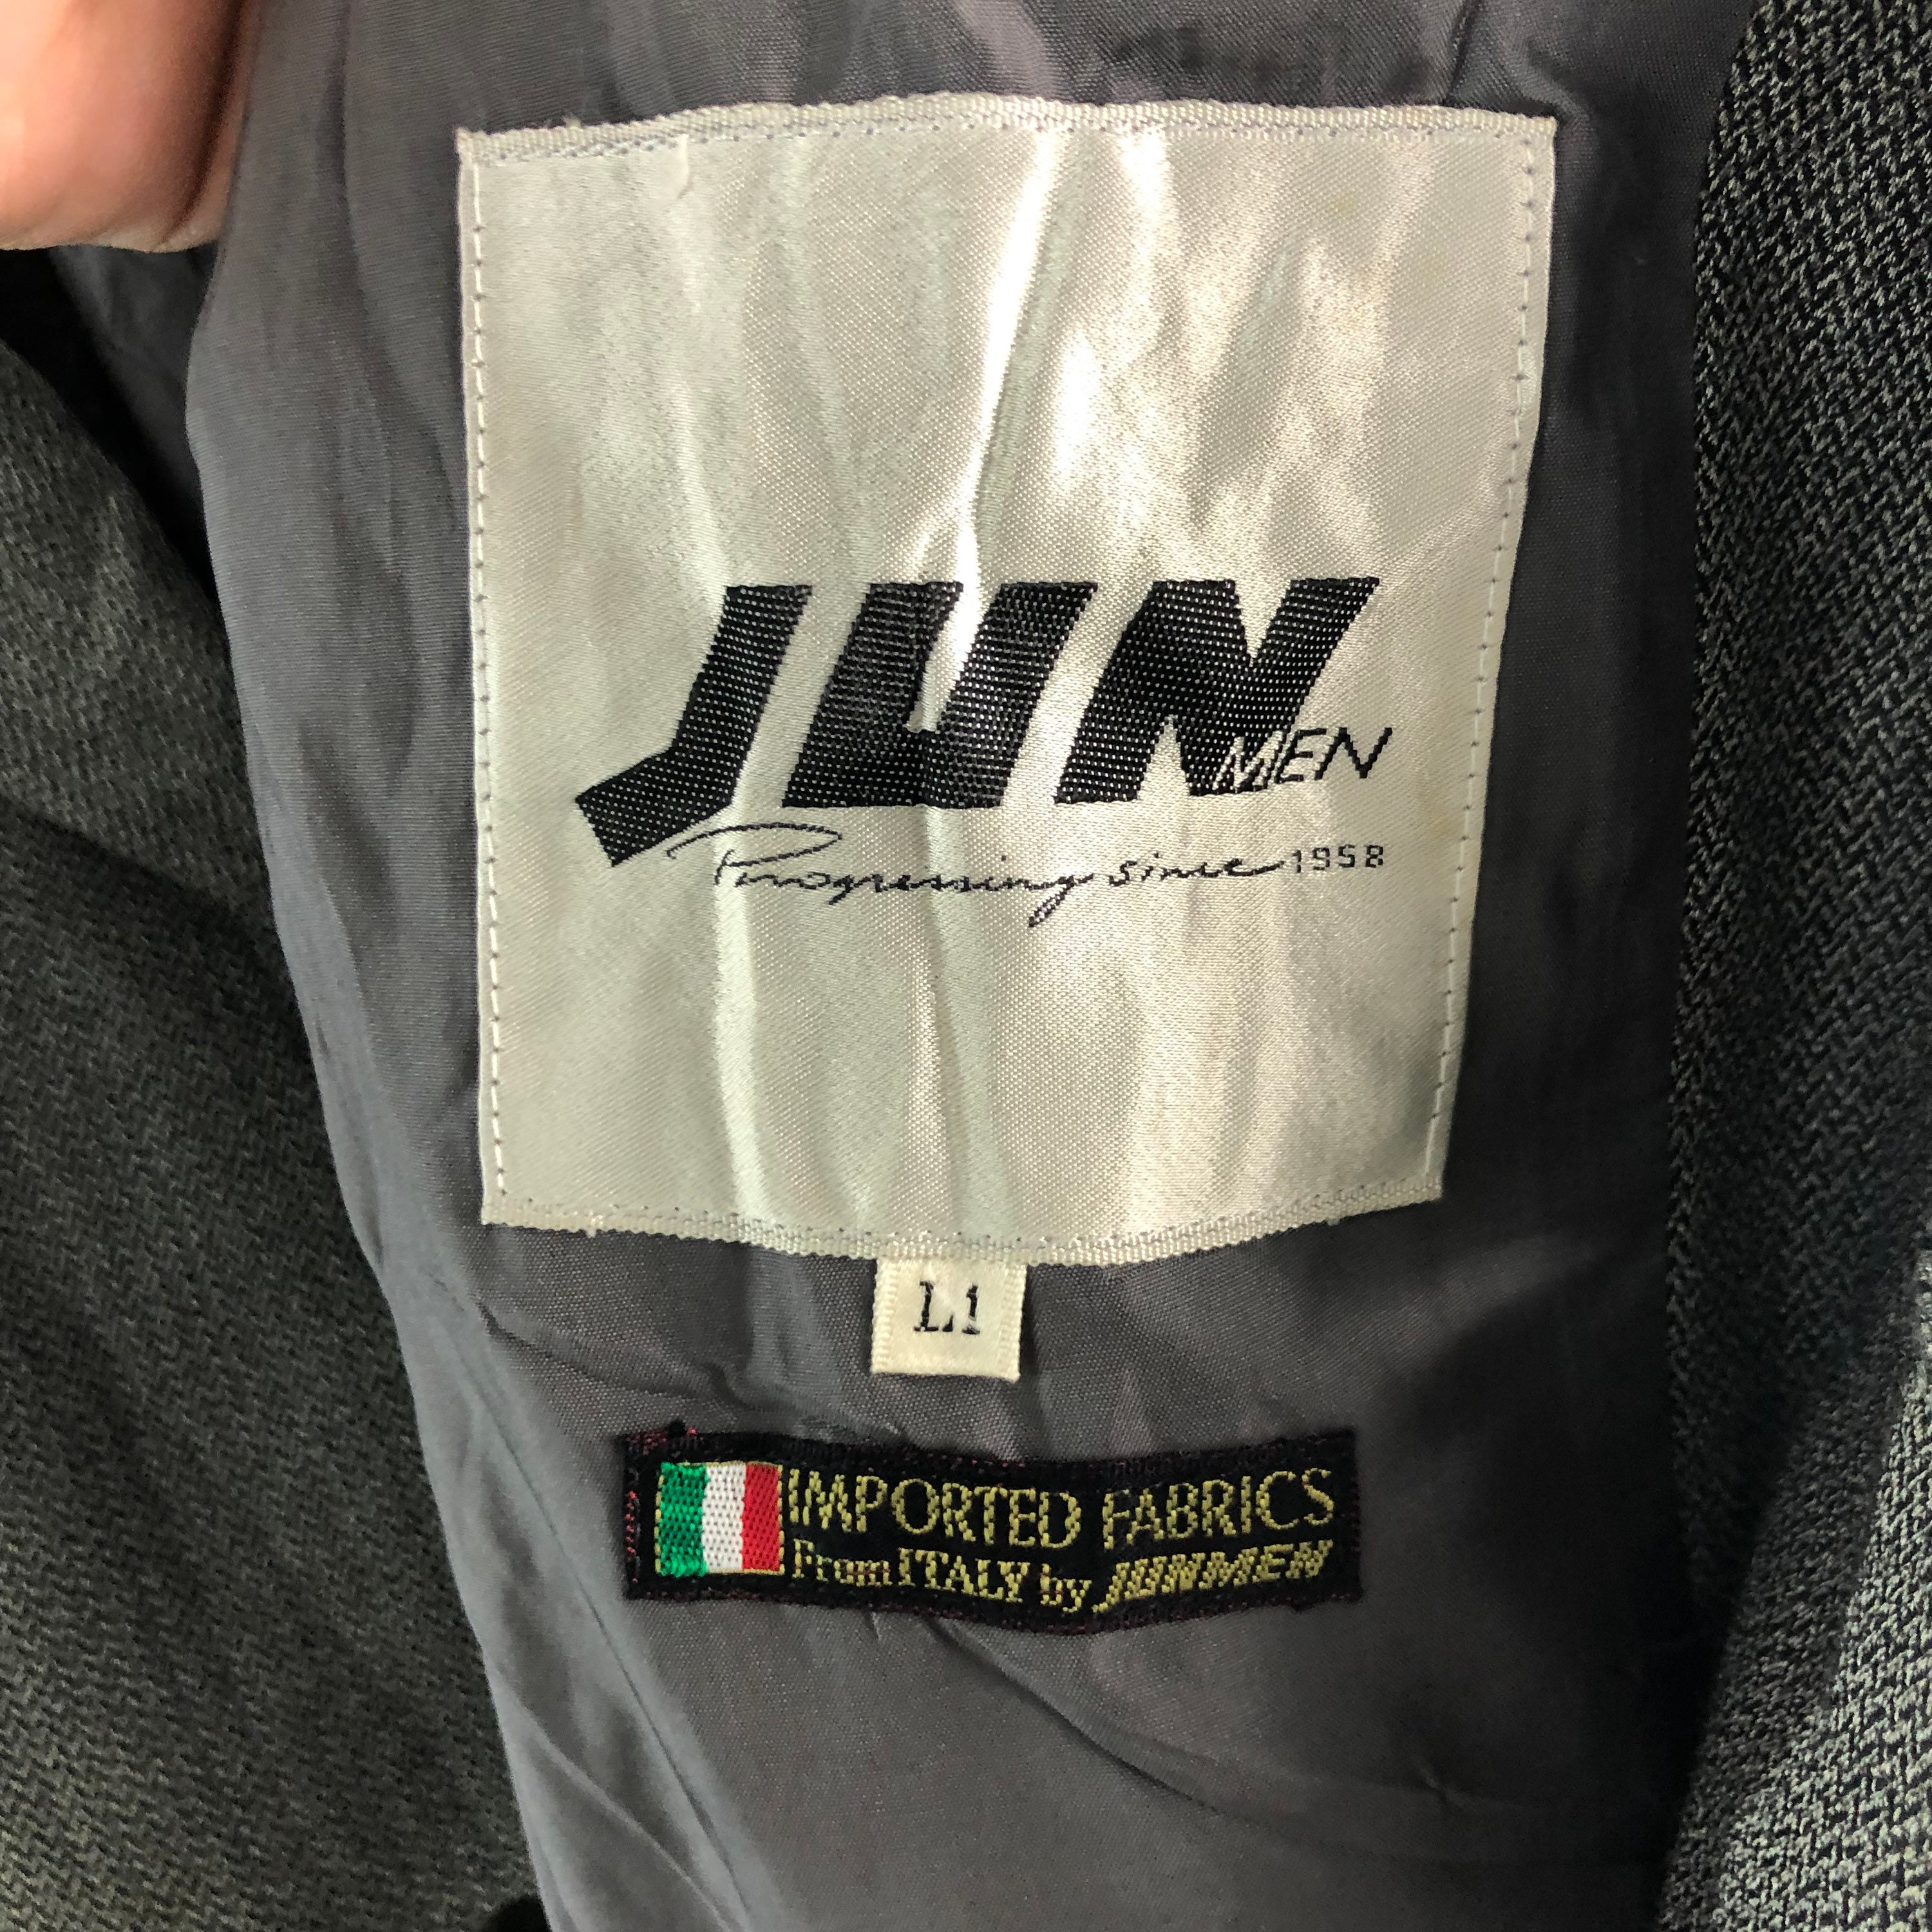 JUN MEN
Progressing since 1958
L1
IMPORTED FABRICS
From ITALY by JUNMEN